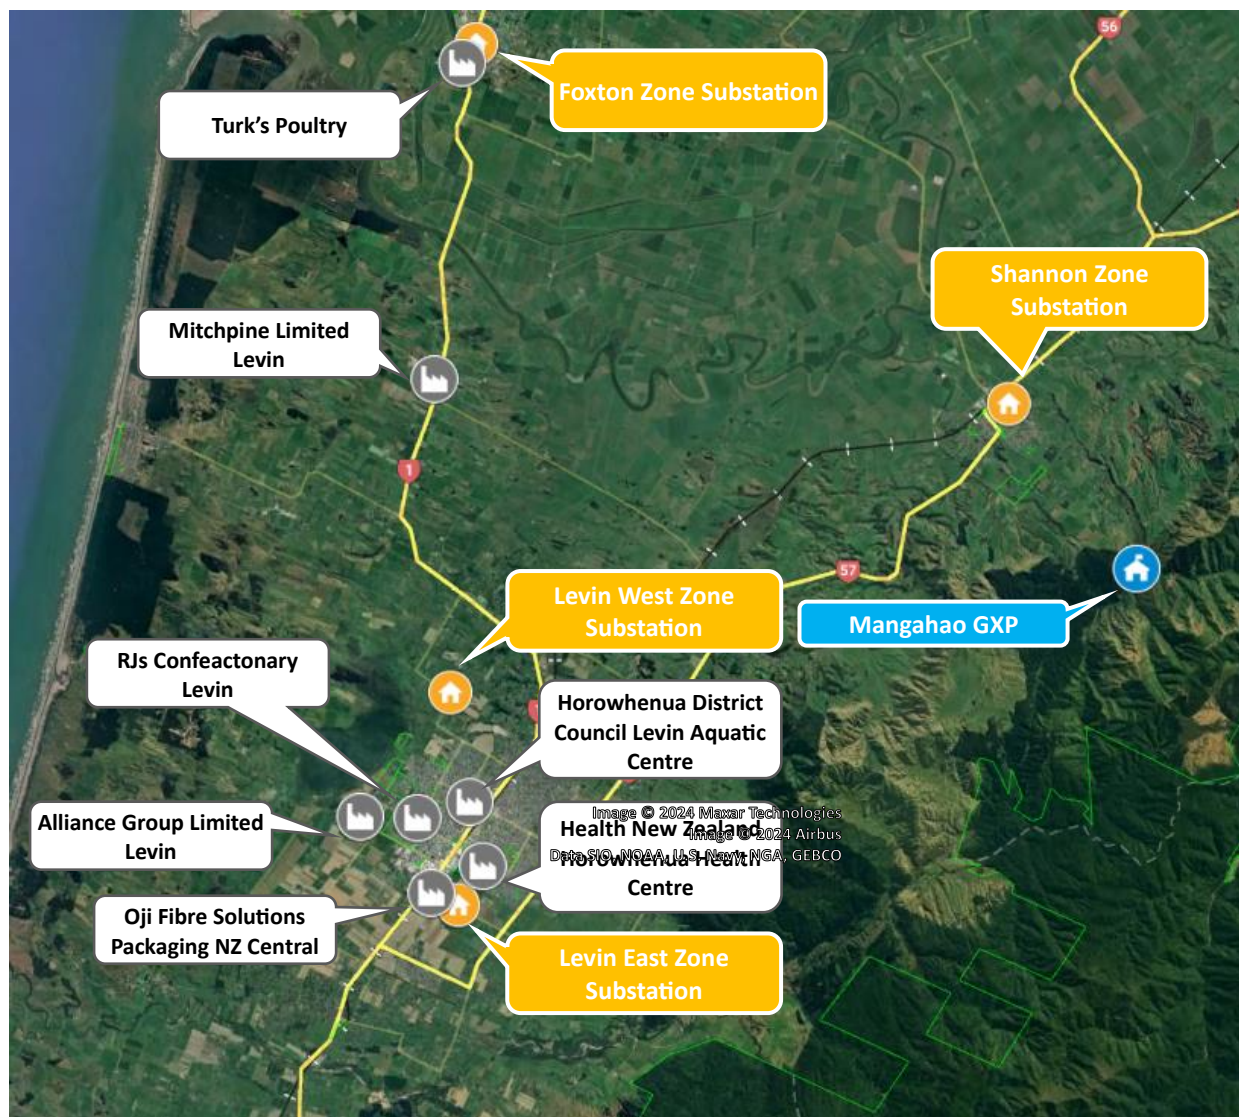 56
Foxton Zone Substation
Turk's Poultry
Shannon Zone
Substation
Mitchpine Limited
Levin
1
57
Levin West Zone
Substation
Mangahao GXP
RJs Confeactonary
Levin
Horowhenua District
Council Levin Aquatic
Centre
Image © 2024 Maxar Technologies
Image © 2024 Airbus
Data SIO, NOAA, U.S. Navy, NGA, GEBCO
Alliance Group Limited
Levin
Health New Zealand
Horowhenua Health
Centre
Oji Fibre Solutions
Packaging NZ Central
Levin East Zone
Substation